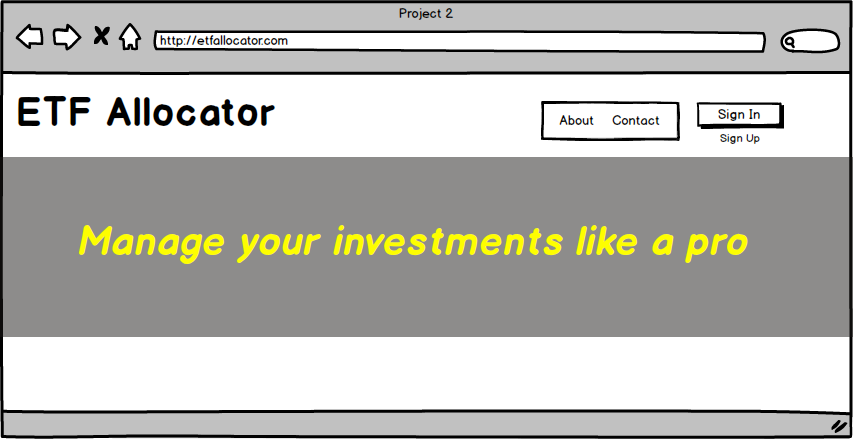 Project 2
http://etfallocator.com
ETF Allocator
About Contact
Sign In
Sign Up
Manage your investments like a pro